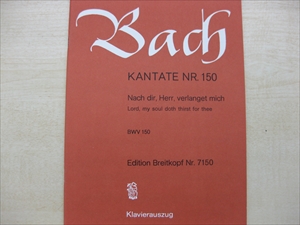 Bach
KANTATE NR. 150
Nach dir, Herr, verlanget mich
Lord, my soul doth thirst for thee
BWV 150
Edition Breitkopf Nr. 7150
Klavierauszug